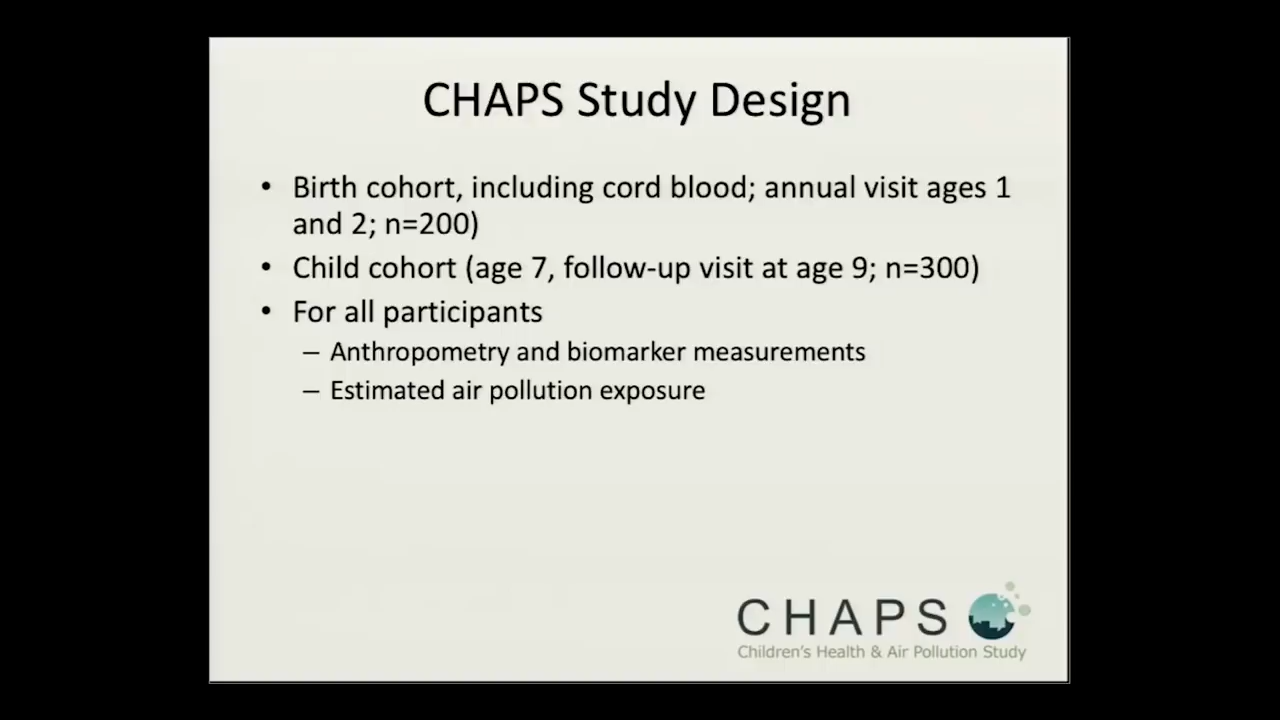 CHAPS Study Design
• Birth cohort, including cord blood; annual visit ages 1
and 2; n=200)
• Child cohort (age 7, follow-up visit at age 9; n=300)
• For all participants
– Anthropometry and biomarker measurements
– Estimated air pollution exposure
CHAPS
Children's Health & Air Pollution Study